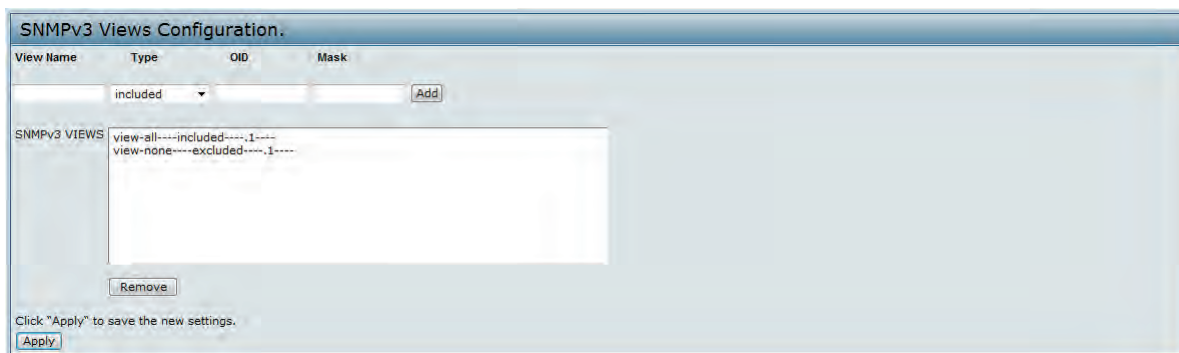 SNMPv3 Views Configuration.
View Name Type OID Mask
included Add
SNMPv3 VIEWS
view-all----included----.1----
view-none----excluded----.1----
Remove
Click "Apply" to save the new settings.
Apply